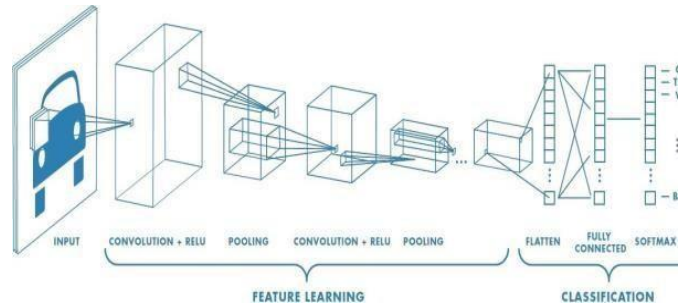 INPUT
CONVOLUTION + RELU
POOLING
CONVOLUTION + RELU
POOLING
...
FLATTEN
FULLY
CONNECTED
SOFTMAX
FEATURE LEARNING
CLASSIFICATION